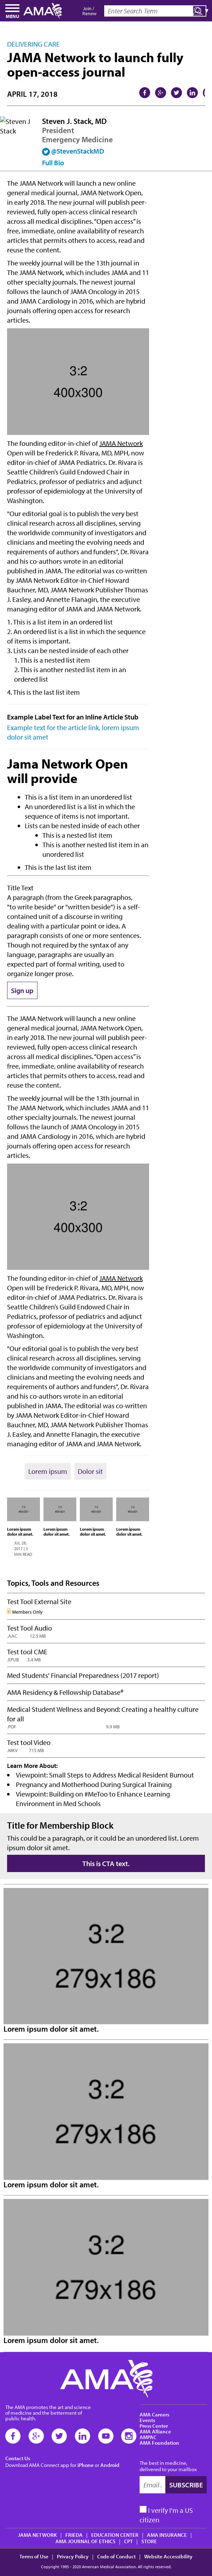 MENU
AMA
Join /
Renew
Enter Search Term
DELIVERING CARE
JAMA Network to launch fully
open-access journal
APRIL 17, 2018
Steven J
Stack
Steven J. Stack, MD
President
Emergency Medicine
@StevenStackMD
Full Bio
The JAMA Network will launch a new online
general medical journal, JAMA Network Open,
in early 2018. The new journal will publish peer-
reviewed, fully open-access clinical research
across all medical disciplines. “Open access” is
free, immediate, online availability of research
articles that permits others to access, read and
reuse the content.
The weekly journal will be the 13th journal in
The JAMA Network, which includes JAMA and 11
other specialty journals. The newest journal
follows the launch of JAMA Oncology in 2015
and JAMA Cardiology in 2016, which are hybrid
journals offering open access for research
articles.
3:2
400x300
The founding editor-in-chief of JAMA Network
Open will be Frederick P. Rivara, MD, MPH, now
editor-in-chief of JAMA Pediatrics. Dr. Rivara is
Seattle Children’s Guild Endowed Chair in
Pediatrics, professor of pediatrics and adjunct
professor of epidemiology at the University of
Washington.
“Our editorial goal is to publish the very best
clinical research across all disciplines, serving
the worldwide community of investigators and
clinicians and meeting the evolving needs and
requirements of authors and funders”, Dr. Rivara
and his co-authors wrote in an editorial
published in JAMA. The editorial was co-written
by JAMA Network Editor-in-Chief Howard
Bauchner, MD, JAMA Network Publisher Thomas
J. Easley, and Annette Flanagin, the executive
managing editor of JAMA and JAMA Network.
1. This is a list item in an ordered list
2. An ordered list is a list in which the sequence
of items is important.
3. Lists can be nested inside of each other
1. This is a nested list item
2. This is another nested list item in an
ordered list
4. This is the last list item
Example Label Text for an Inline Article Stub
Example text for the article link, lorem ipsum
dolor sit amet
Jama Network Open
will provide
This is a list item in an unordered list
An unordered list is a list in which the
sequence of items is not important.
Lists can be nested inside of each other
This is a nested list item
This is another nested list item in an
unordered list
This is the last list item
Title Text
A paragraph (from the Greek paragraphos,
“to write beside” or “written beside”) is a self-
contained unit of a discourse in writing
dealing with a particular point or idea. A
paragraph consists of one or more sentences.
Though not required by the syntax of any
language, paragraphs are usually an
expected part of formal writing, used to
organize longer prose.
Sign up
The JAMA Network will launch a new online
general medical journal, JAMA Network Open,
in early 2018. The new journal will publish peer-
reviewed, fully open-access clinical research
across all medical disciplines. “Open access” is
free, immediate, online availability of research
articles that permits others to access, read and
reuse the content.
The weekly journal will be the 13th journal in
The JAMA Network, which includes JAMA and 11
other specialty journals. The newest journal
follows the launch of JAMA Oncology in 2015
and JAMA Cardiology in 2016, which are hybrid
journals offering open access for research
articles.
3:2
400x300
The founding editor-in-chief of JAMA Network
Open will be Frederick P. Rivara, MD, MPH, now
editor-in-chief of JAMA Pediatrics. Dr. Rivara is
Seattle Children’s Guild Endowed Chair in
Pediatrics, professor of pediatrics and adjunct
professor of epidemiology at the University of
Washington.
“Our editorial goal is to publish the very best
clinical research across all disciplines, serving
the worldwide community of investigators and
clinicians and meeting the evolving needs and
requirements of authors and funders”, Dr. Rivara
and his co-authors wrote in an editorial
published in JAMA. The editorial was co-written
by JAMA Network Editor-in-Chief Howard
Bauchner, MD, JAMA Network Publisher Thomas
J. Easley, and Annette Flanagin, the executive
managing editor of JAMA and JAMA Network.
Lorem ipsum Dolor sit
Lorem ipsum dolor sit amet. Lorem ipsum dolor sit amet. Lorem ipsum dolor sit amet. Lorem ipsum dolor sit amet.
JUL 28,
2017 | 3
MIN READ
Topics, Tools and Resources
Test Tool External Site
Members Only
Test Tool Audio
.AAC 12.5 MB
Test tool CME
.EPUB 3.4 MB
Med Students’ Financial Preparedness (2017 report)
AMA Residency & Fellowship Database®
Medical Student Wellness and Beyond: Creating a healthy culture
for all
.PDF 9.9 MB
Test tool Video
.MKV 715 MB
Learn More About:
Viewpoint: Small Steps to Address Medical Resident Burnout
Pregnancy and Motherhood During Surgical Training
Viewpoint: Building on #MeToo to Enhance Learning
Environment in Med Schools
Title for Membership Block
This could be a paragraph, or it could be an unordered list. Lorem
ipsum dolor sit amet.
This is CTA text.
3:2
279x186
Lorem ipsum dolor sit amet.
3:2
279x186
Lorem ipsum dolor sit amet.
3:2
279x186
Lorem ipsum dolor sit amet.
AMA
The AMA promotes the art and science
of medicine and the betterment of
public health.
Contact Us
Download AMA Connect app for iPhone or Android
AMA Careers
Events
Press Center
AMA Alliance
AMPAC
AMA Foundation
The best in medicine,
delivered to your mailbox
Email
SUBSCRIBE
I verify I'm a US
citizen
JAMA NETWORK | FRIEDA | EDUCATION CENTER | AMA INSURANCE |
AMA JOURNAL OF ETHICS | CPT | STORE
Terms of Use | Privacy Policy | Code of Conduct | Website Accessibility
Copyright 1995 - 2020 American Medical Association. All rights reserved.